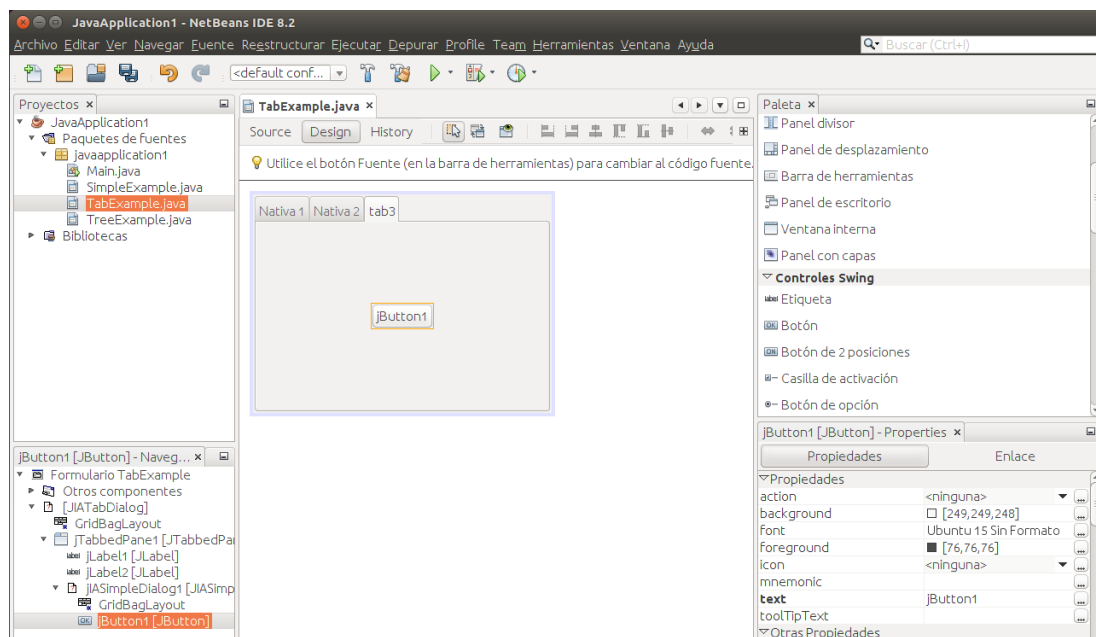 JavaApplication1 - NetBeans IDE 8.2
Archivo Editar Ver Navegar Fuente Reestructurar Ejecutar Depurar Profile Team Herramientas Ventana Ayuda
Buscar (Ctrl+I)
<default conf...
Proyectos
JavaApplication1
Paquetes de fuentes
javaapplication1
Main.java
SimpleExample.java
TabExample.java
TreeExample.java
Bibliotecas
jButton1 [JButton] - Naveg...
Formulario TabExample
Otros componentes
[JIATabDialog]
GridBagLayout
jTabbedPane1 [JTabbedPa
label jLabel1 [JLabel]
label jLabel2 [JLabel]
jIASimpleDialog1 [JIASimp
GridBagLayout
OK jButton1 [JButton]
TabExample.java
Source Design History
Utilice el botón Fuente (en la barra de herramientas) para cambiar al código fuente.
Nativa 1 Nativa 2 tab3
jButton1
Paleta
Panel divisor
Panel de desplazamiento
Barra de herramientas
Panel de escritorio
Ventana interna
Panel con capas
Controles Swing
label Etiqueta
OK Botón
ON Botón de 2 posiciones
Casilla de activación
Botón de opción
jButton1 [JButton] - Properties
Propiedades Enlace
Propiedades
action <ninguna> ...
background [249,249,248] ...
font Ubuntu 15 Sin Formato ...
foreground [76,76,76] ...
icon <ninguna> ...
mnemonic ...
text jButton1 ...
toolTipText ...
Otras Propiedades